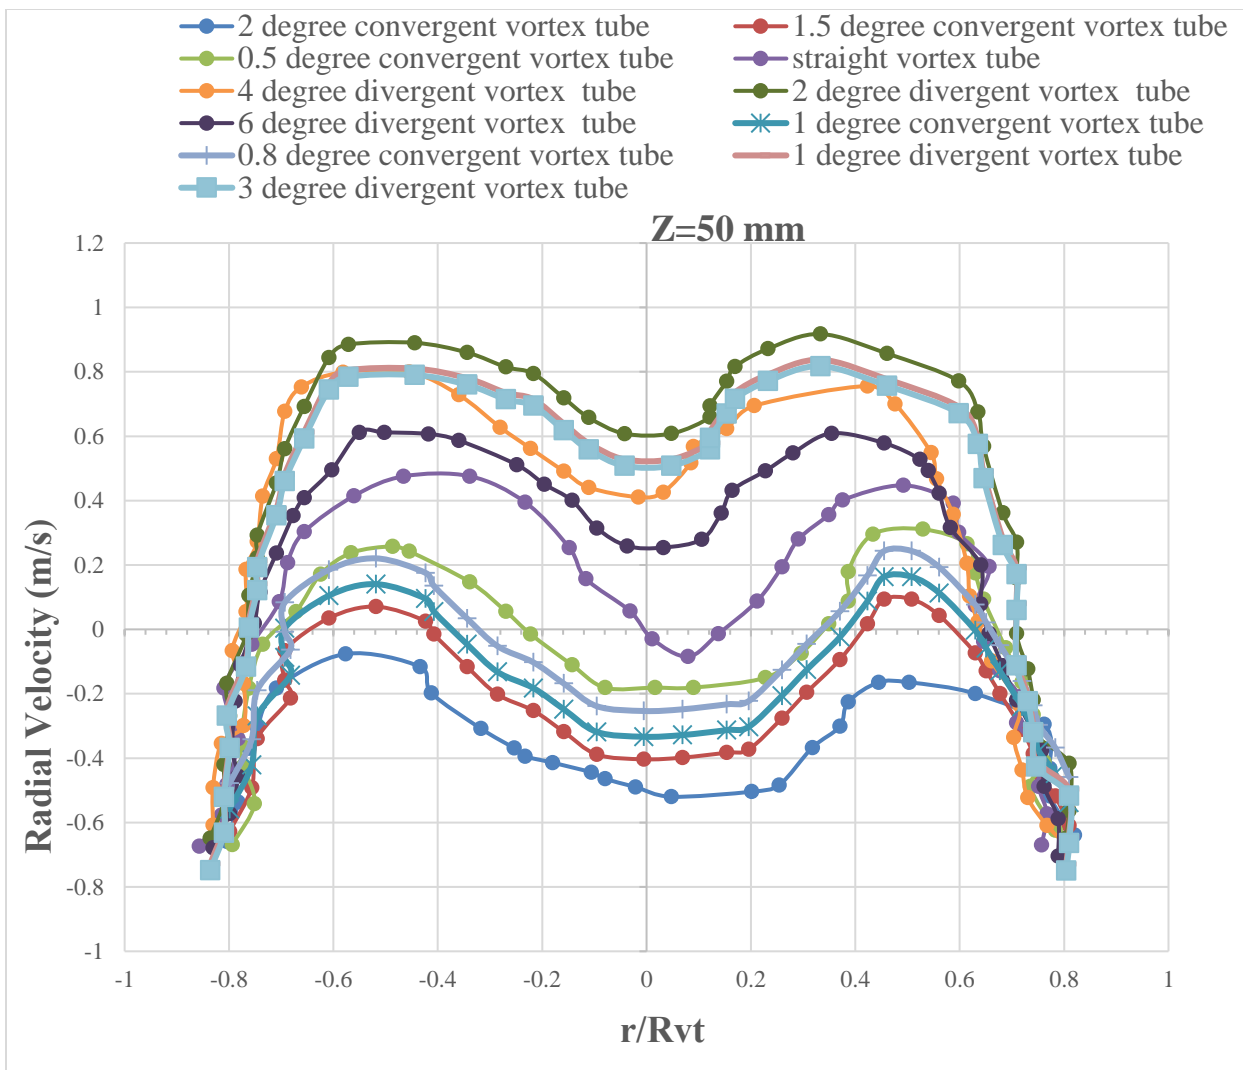 2 degree convergent vortex tube 1.5 degree convergent vortex tube
0.5 degree convergent vortex tube straight vortex tube
4 degree divergent vortex  tube 2 degree divergent vortex  tube
6 degree divergent vortex  tube 1 degree convergent vortex tube
0.8 degree convergent vortex tube 1 degree divergent vortex tube
3 degree divergent vortex tube
Z=50 mm
1.2
1
0.8
0.6
0.4
0.2
0
-0.2
-0.4
-0.6
-0.8
-1
Radial Velocity (m/s)
-1 -0.8 -0.6 -0.4 -0.2 0 0.2 0.4 0.6 0.8 1
r/Rvt